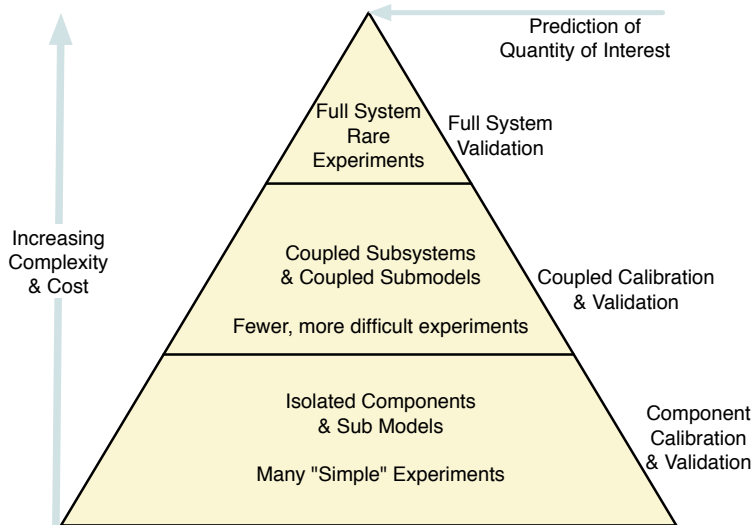 Prediction of
Quantity of Interest
Full System
Rare
Experiments
Full System
Validation
Increasing
Complexity
& Cost
Coupled Subsystems
& Coupled Submodels
Fewer, more difficult experiments
Coupled Calibration
& Validation
Isolated Components
& Sub Models
Many "Simple" Experiments
Component
Calibration
& Validation